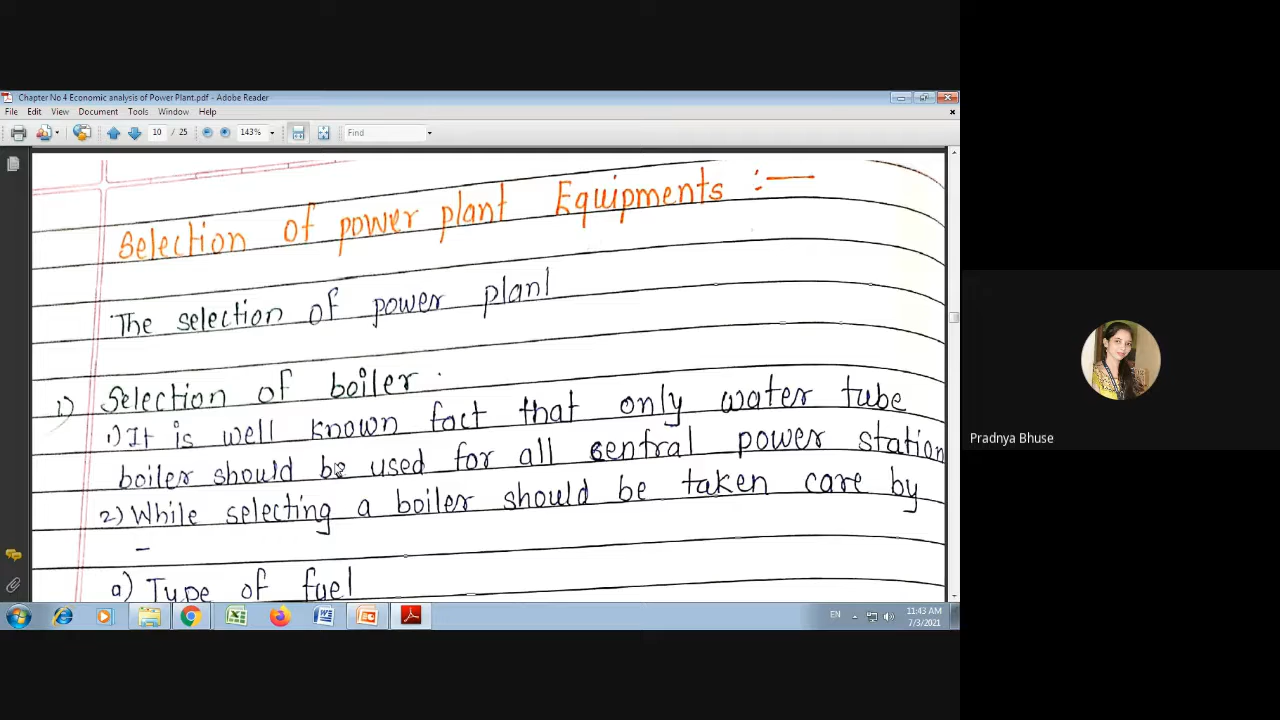 Chapter No 4 Economic analysis of Power Plant.pdf - Adobe Reader
File Edit View Document Tools Window Help
10 / 25 143% Find
Selection of power plant Equipments :—
The selection of power plant
1) Selection of boiler.
1) It is well known fact that only water tube
boiler should be used for all central power station
2) While selecting a boiler should be taken care by
-
a) Type of fuel
Pradnya Bhuse
EN 11:43 AM
7/3/2021